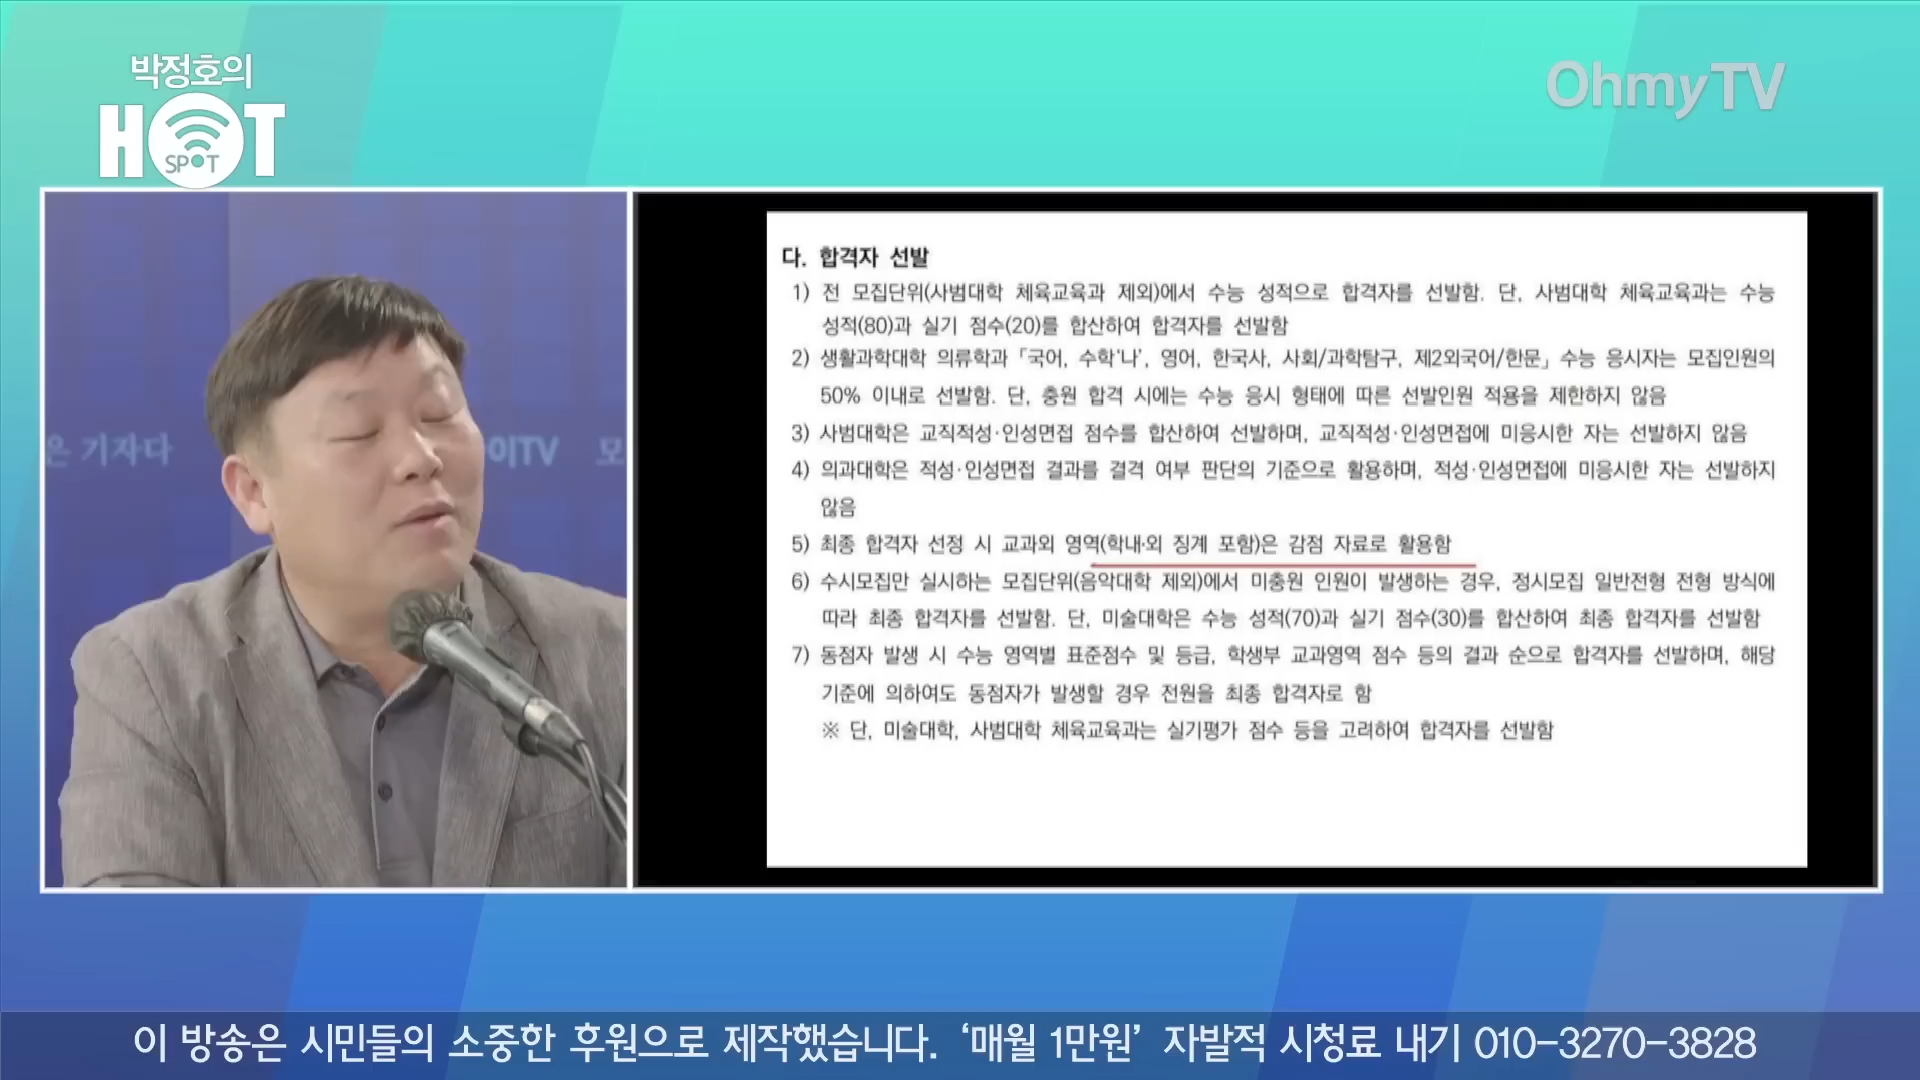 박정호의
HOT
SPOT
OhmyTV
은 기자다
이TV
모
다. 합격자 선발
1) 전 모집단위(사범대학 체육교육과 제외)에서 수능 성적으로 합격자를 선발함. 단, 사범대학 체육교육과는 수능
성적(80)과 실기 점수(20)를 합산하여 합격자를 선발함
2) 생활과학대학 의류학과 「국어, 수학'나', 영어, 한국사, 사회/과학탐구, 제2외국어/한문」 수능 응시자는 모집인원의
50% 이내로 선발함. 단, 충원 합격 시에는 수능 응시 형태에 따른 선발인원 적용을 제한하지 않음
3) 사범대학은 교직적성·인성면접 점수를 합산하여 선발하며, 교직적성·인성면접에 미응시한 자는 선발하지 않음
4) 의과대학은 적성·인성면접 결과를 결격 여부 판단의 기준으로 활용하며, 적성·인성면접에 미응시한 자는 선발하지
않음
5) 최종 합격자 선정 시 교과외 영역(학내·외 징계 포함)은 감점 자료로 활용함
6) 수시모집만 실시하는 모집단위(음악대학 제외)에서 미충원 인원이 발생하는 경우, 정시모집 일반전형 전형 방식에
따라 최종 합격자를 선발함. 단, 미술대학은 수능 성적(70)과 실기 점수(30)를 합산하여 최종 합격자를 선발함
7) 동점자 발생 시 수능 영역별 표준점수 및 등급, 학생부 교과영역 점수 등의 결과 순으로 합격자를 선발하며, 해당
기준에 의하여도 동점자가 발생할 경우 전원을 최종 합격자로 함
※ 단, 미술대학, 사범대학 체육교육과는 실기평가 점수 등을 고려하여 합격자를 선발함
이 방송은 시민들의 소중한 후원으로 제작했습니다. ‘매월 1만원’ 자발적 시청료 내기 010-3270-3828